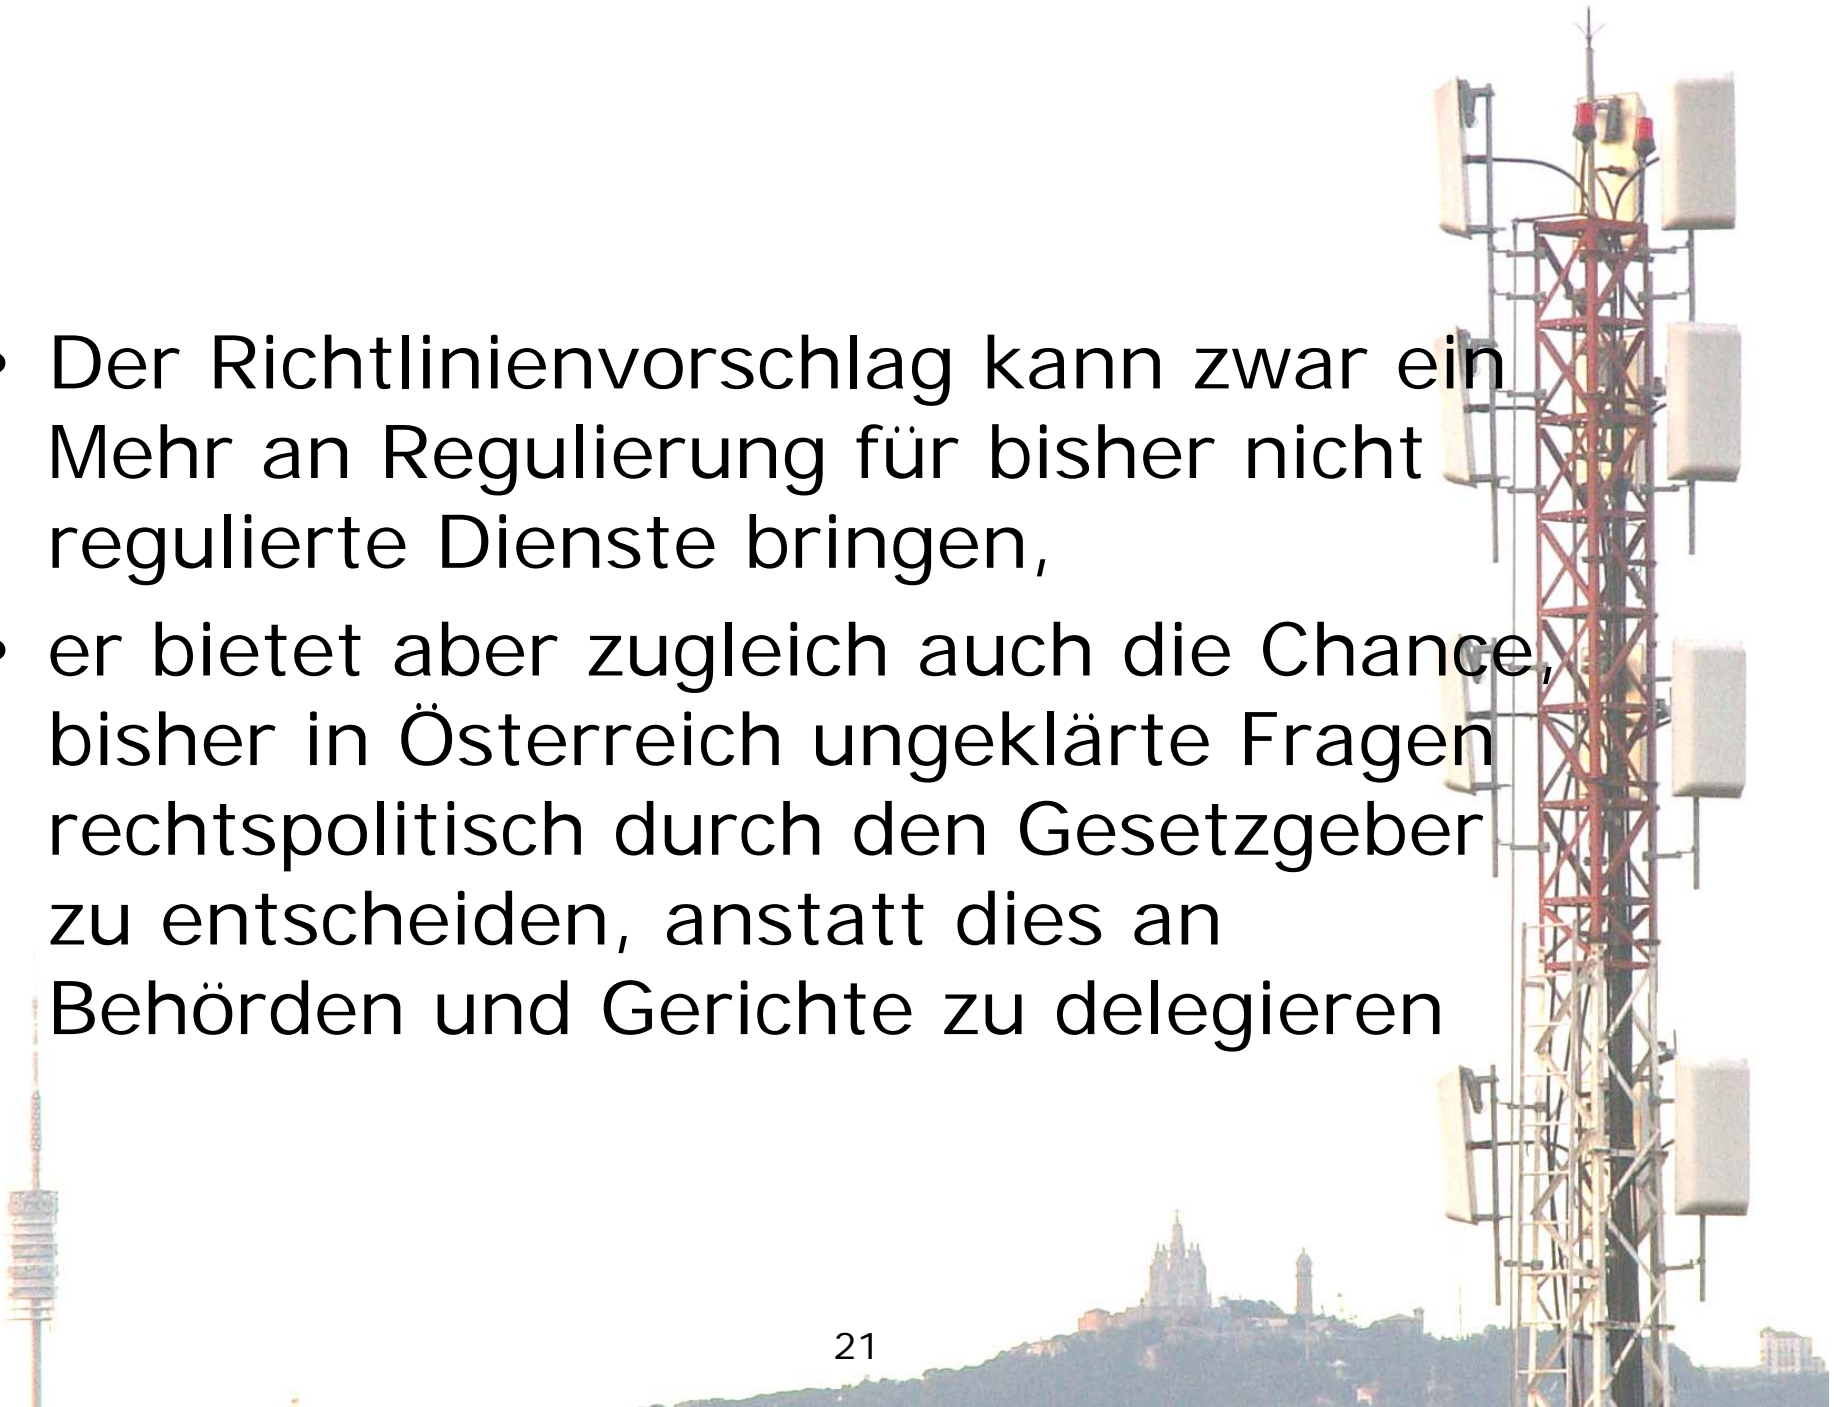 • Der Richtlinienvorschlag kann zwar ein
Mehr an Regulierung für bisher nicht
regulierte Dienste bringen,
• er bietet aber zugleich auch die Chance,
bisher in Österreich ungeklärte Fragen
rechtspolitisch durch den Gesetzgeber
zu entscheiden, anstatt dies an
Behörden und Gerichte zu delegieren
21